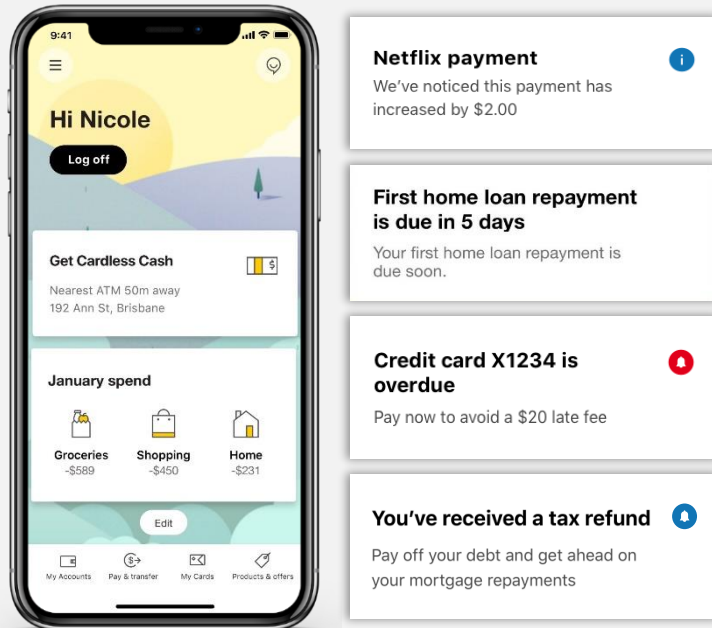 9:41
Hi Nicole
Log off
Get Cardless Cash
$
Nearest ATM 50m away
192 Ann St, Brisbane
January spend
Groceries
-$589
Shopping
-$450
Home
-$231
Edit
$
My Accounts
Pay & transfer
My Cards
Products & offers
Netflix payment
i
We’ve noticed this payment has
increased by $2.00
First home loan repayment
is due in 5 days
Your first home loan repayment is
due soon.
Credit card X1234 is
overdue
Pay now to avoid a $20 late fee
You’ve received a tax refund
Pay off your debt and get ahead on
your mortgage repayments